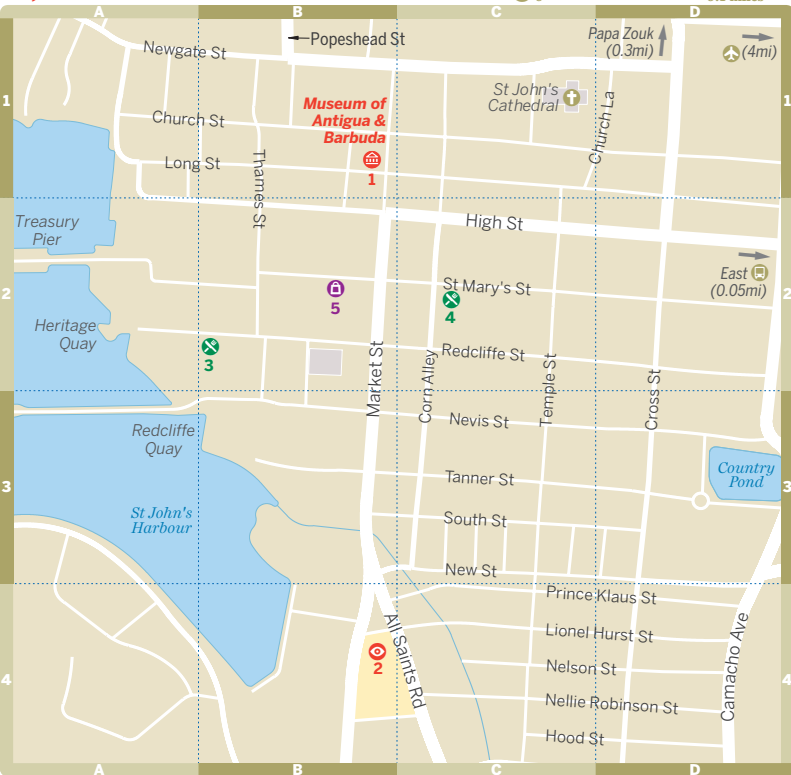 A
B
C
D
Newgate St
Popeshead St
Papa Zouk
(0.3mi)
(4mi)
1
1
St John's
Cathedral
Museum of
Antigua &
Barbuda
1
Church St
Church La
Long St
Thames St
High St
Treasury
Pier
East
(0.05mi)
2
2
St Mary's St
5
4
Heritage
Quay
3
Redcliffe St
Market St
Corn Alley
Temple St
Cross St
Nevis St
Redcliffe
Quay
Country
Pond
Tanner St
3
3
St John's
Harbour
South St
New St
Prince Klaus St
All Saints Rd
Lionel Hurst St
Camacho Ave
2
Nelson St
4
4
Nellie Robinson St
Hood St
A
B
C
D